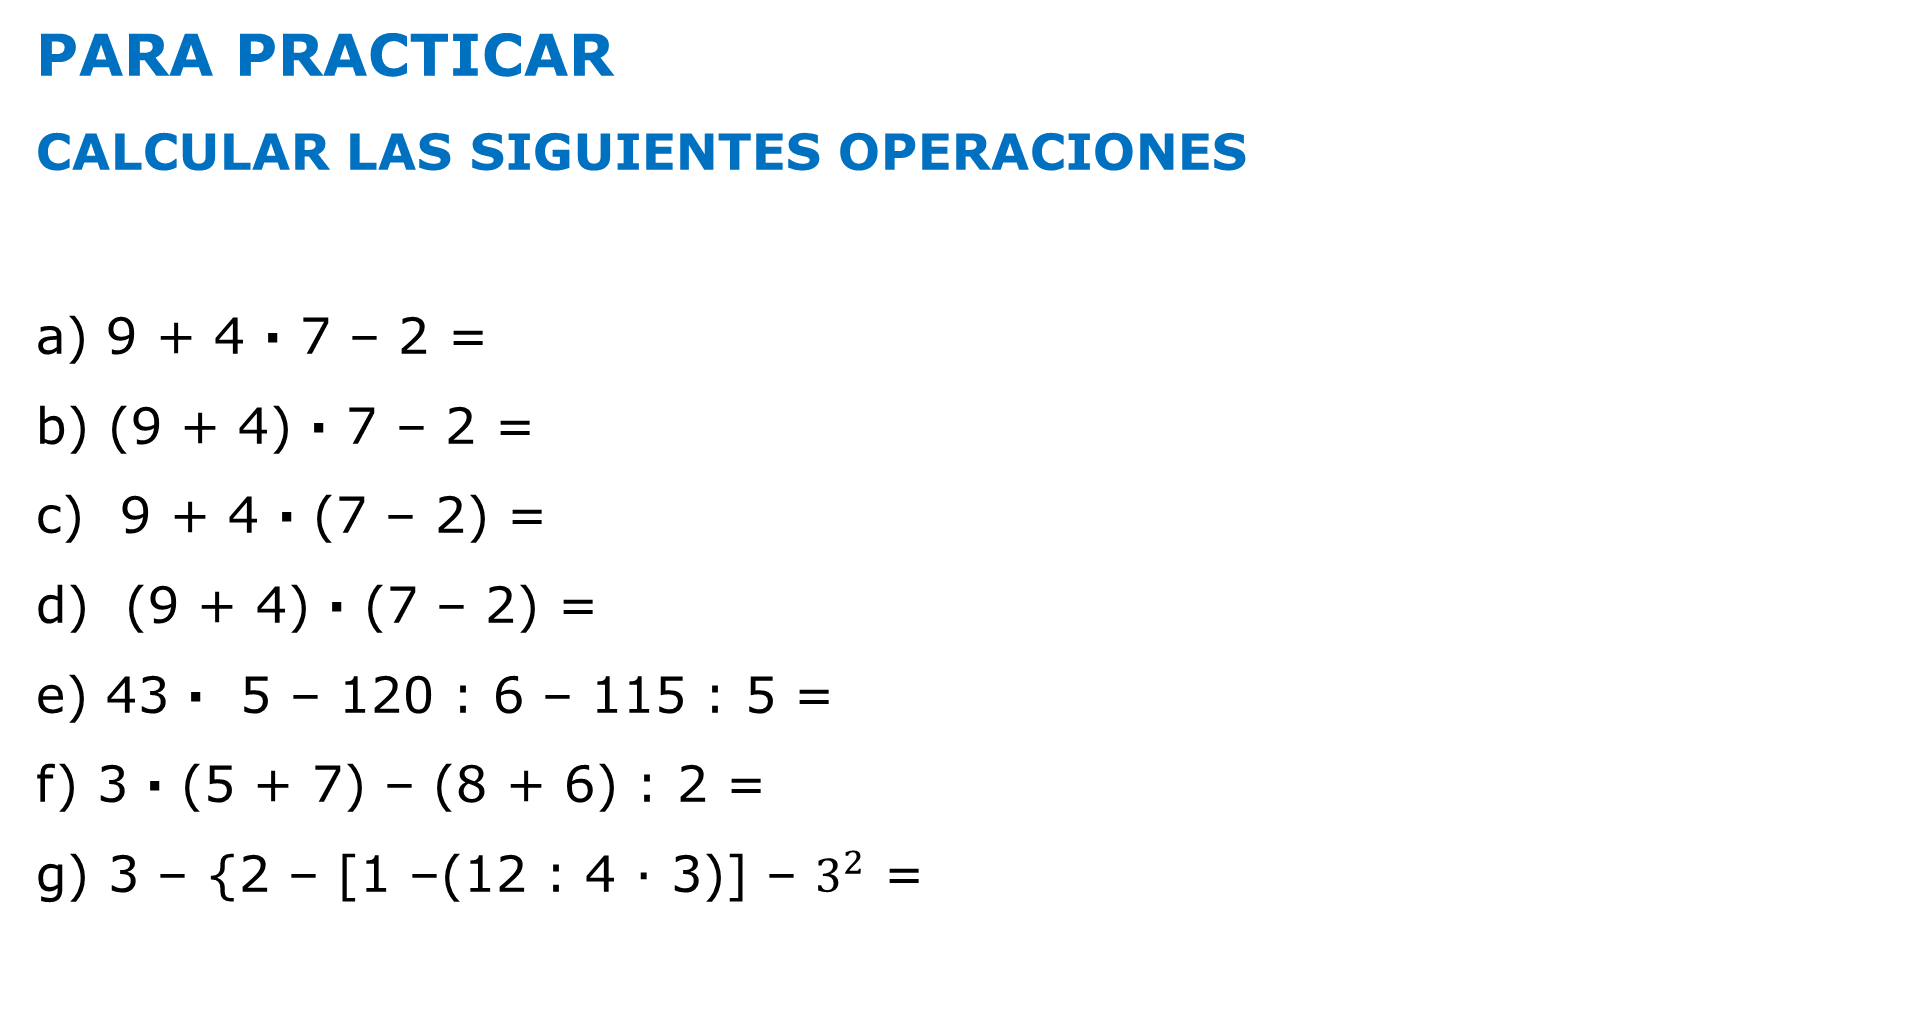 PARA PRACTICAR
CALCULAR LAS SIGUIENTES OPERACIONES
a) 9 + 4 · 7 – 2 =
b) (9 + 4) · 7 – 2 =
c) 9 + 4 · (7 – 2) =
d) (9 + 4) · (7 – 2) =
e) 43 · 5 – 120 : 6 – 115 : 5 =
f) 3 · (5 + 7) – (8 + 6) : 2 =
g) 3 – {2 – [1 –(12 : 4 · 3)] – 3² =